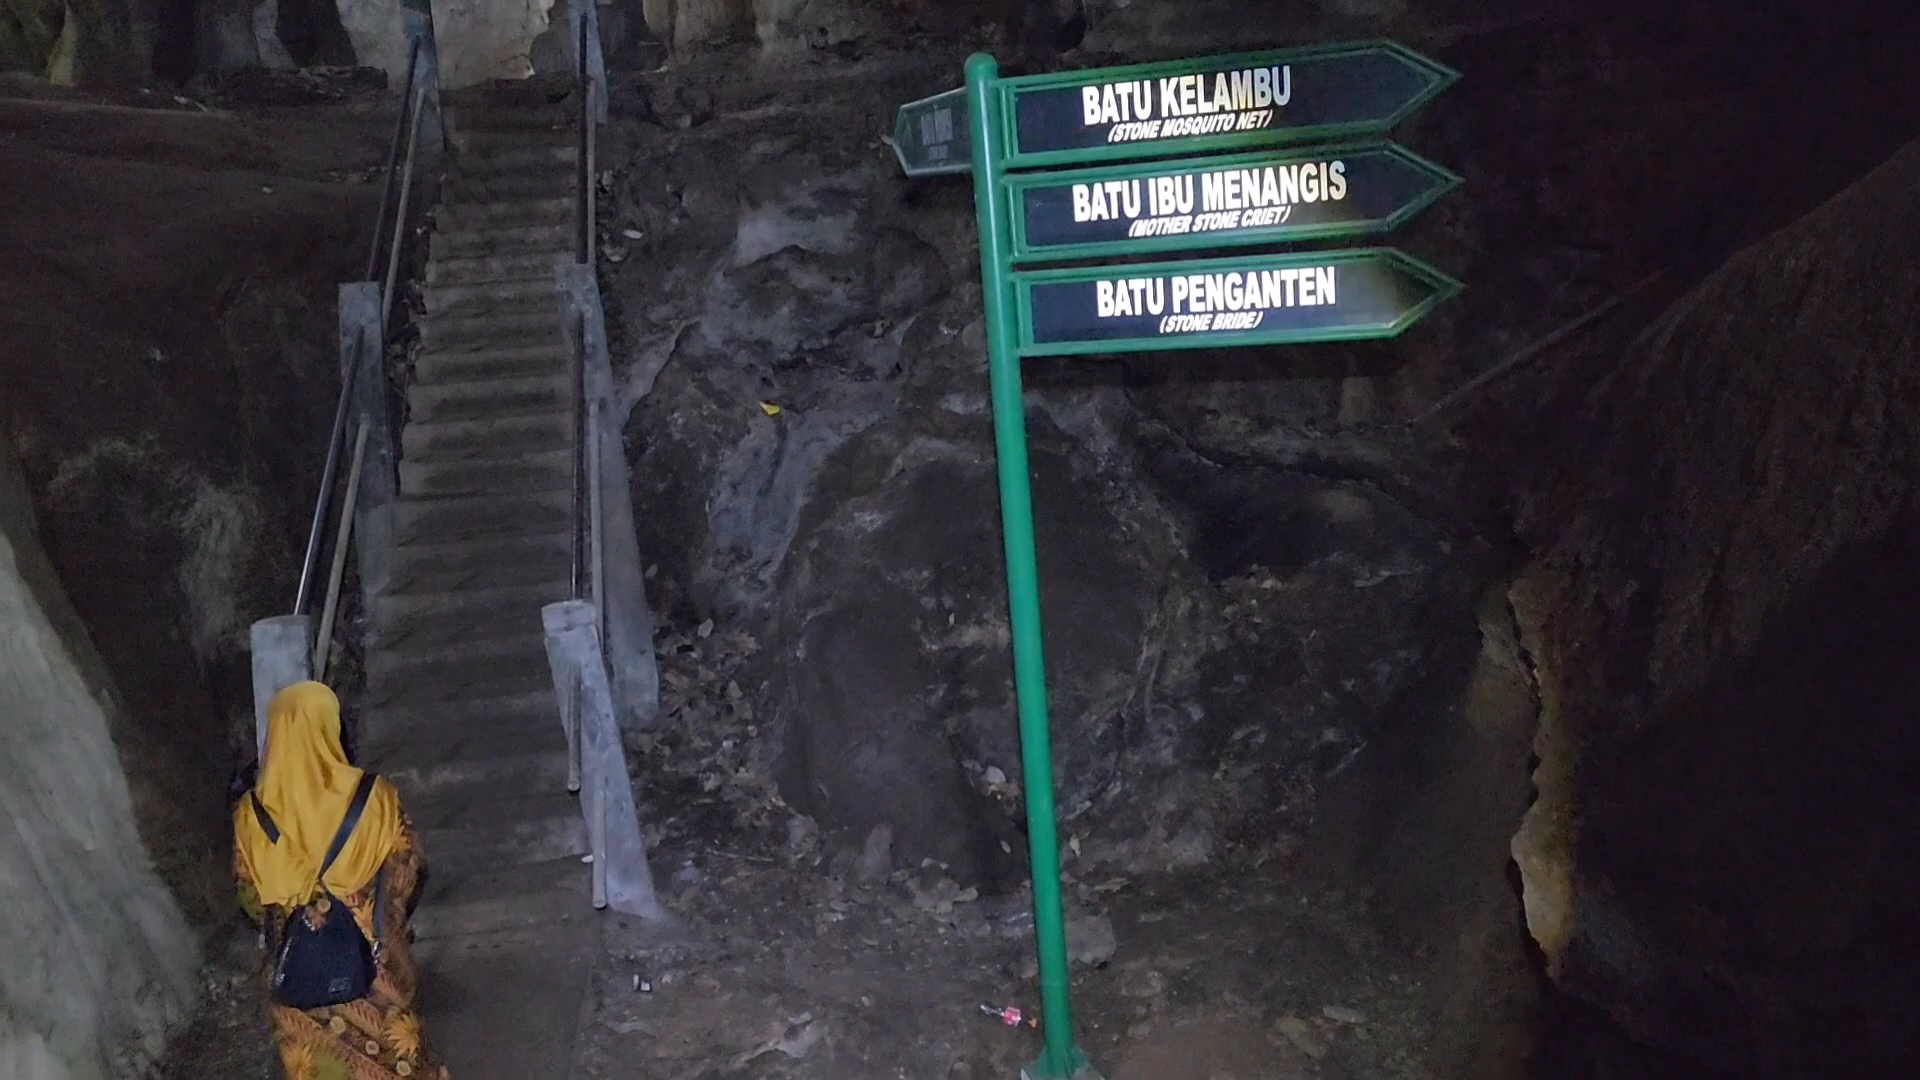 BATU KELAMBU
(STONE MOSQUITO NET)
BATU IBU MENANGIS
(MOTHER STONE CRIET)
BATU PENGANTEN
(STONE BRIDE)